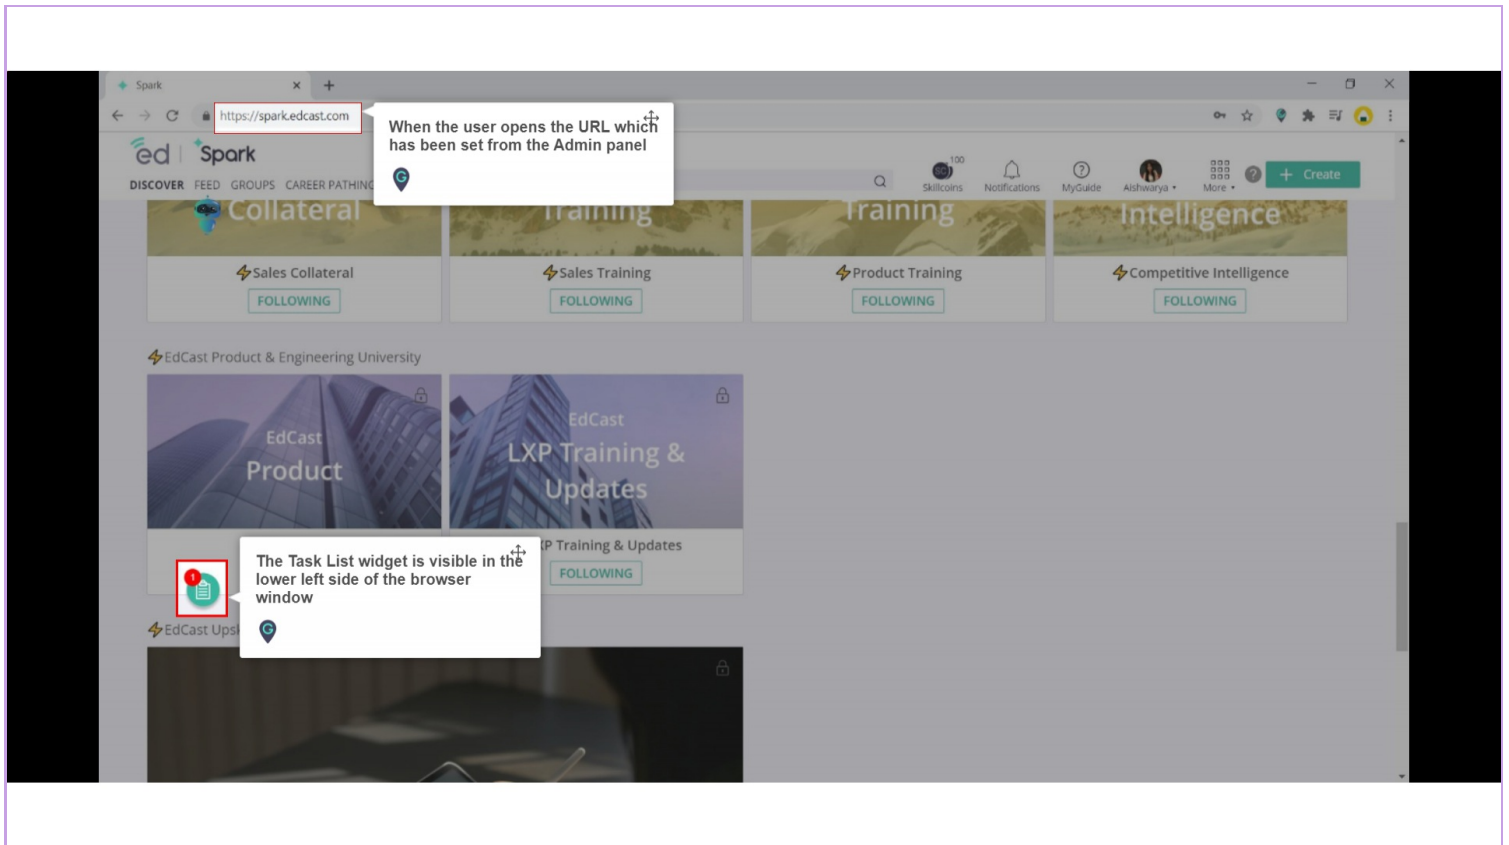 Spark
https://spark.edcast.com
When the user opens the URL which
has been set from the Admin panel
ed | Spark
100
DISCOVER FEED GROUPS CAREER PATHING
Skillcoins Notifications MyGuide Aishwarya More ? + Create
Collateral Training Training Intelligence
Sales Collateral Sales Training Product Training Competitive Intelligence
FOLLOWING FOLLOWING FOLLOWING FOLLOWING
EdCast Product & Engineering University
EdCast
Product
EdCast
LXP Training &
Updates
XP Training & Updates
FOLLOWING
1
The Task List widget is visible in the
lower left side of the browser
window
EdCast